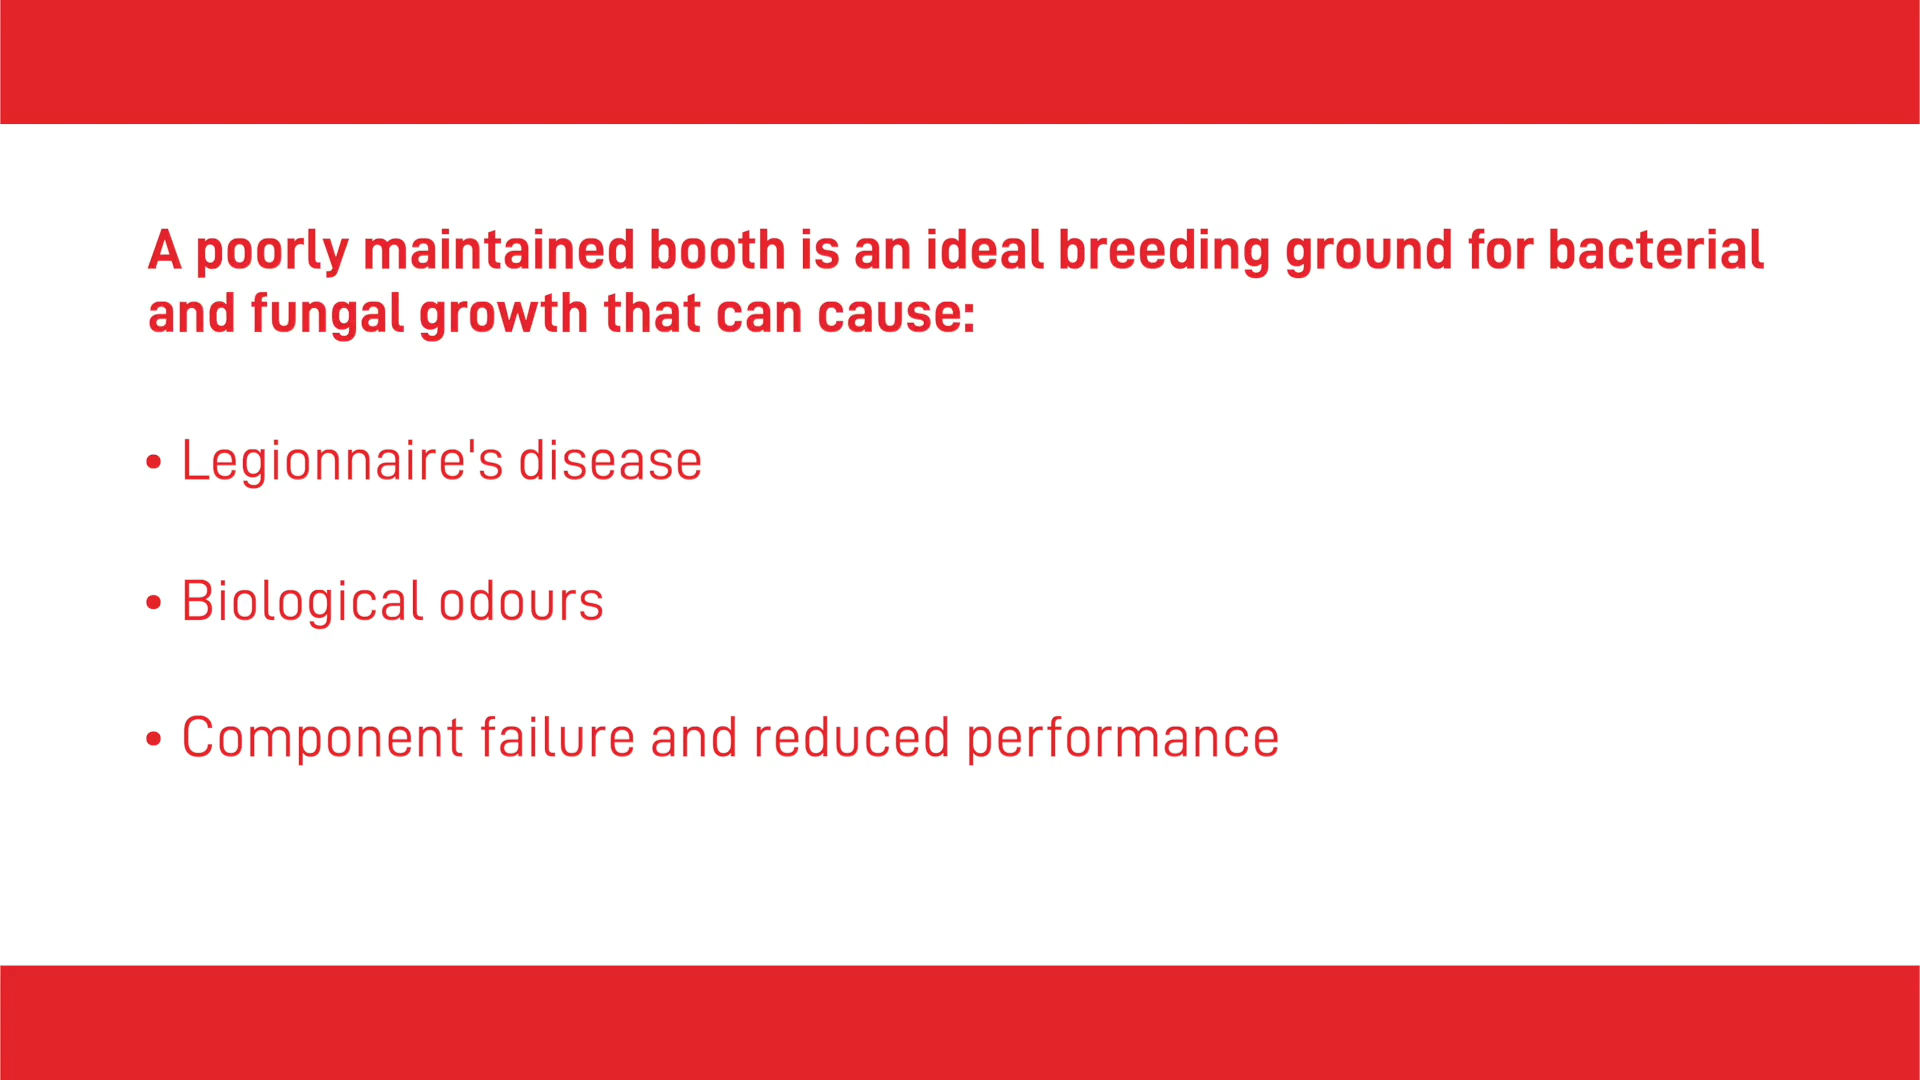 A poorly maintained booth is an ideal breeding ground for bacterial
and fungal growth that can cause:
• Legionnaire's disease
• Biological odours
• Component failure and reduced performance